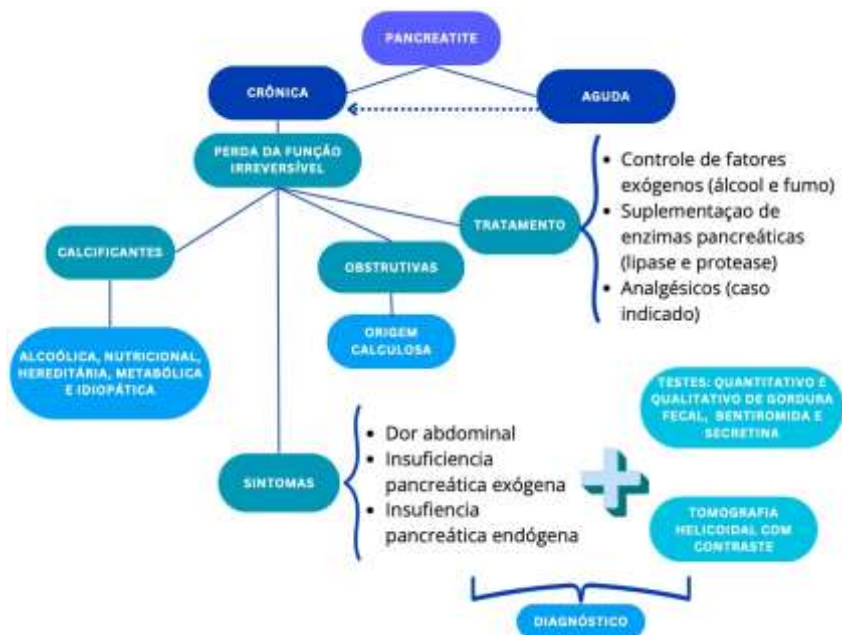 PANCREATITE
CRÔNICA
AGUDA
PERDA DA FUNÇÃO
IRREVERSÍVEL
• Controle de fatores
exógenos (álcool e fumo)
• Suplementaçao de
enzimas pancreáticas
(lipase e protease)
• Analgésicos (caso
indicado)
TRATAMENTO
CALCIFICANTES
OBSTRUTIVAS
ALCOÓLICA, NUTRICIONAL,
HEREDITÁRIA, METABÓLICA
E IDIOPÁTICA
ORIGEM
CALCULOSA
TESTES: QUANTITATIVO E
QUALITATIVO DE GORDURA
FECAL, BENTIROMIDA E
SECRETINA
SINTOMAS
• Dor abdominal
• Insuficiencia
pancreática exógena
• Insufiencia
pancreática endógena
TOMOGRAFIA
HELICOIDAL COM
CONTRASTE
DIAGNÓSTICO